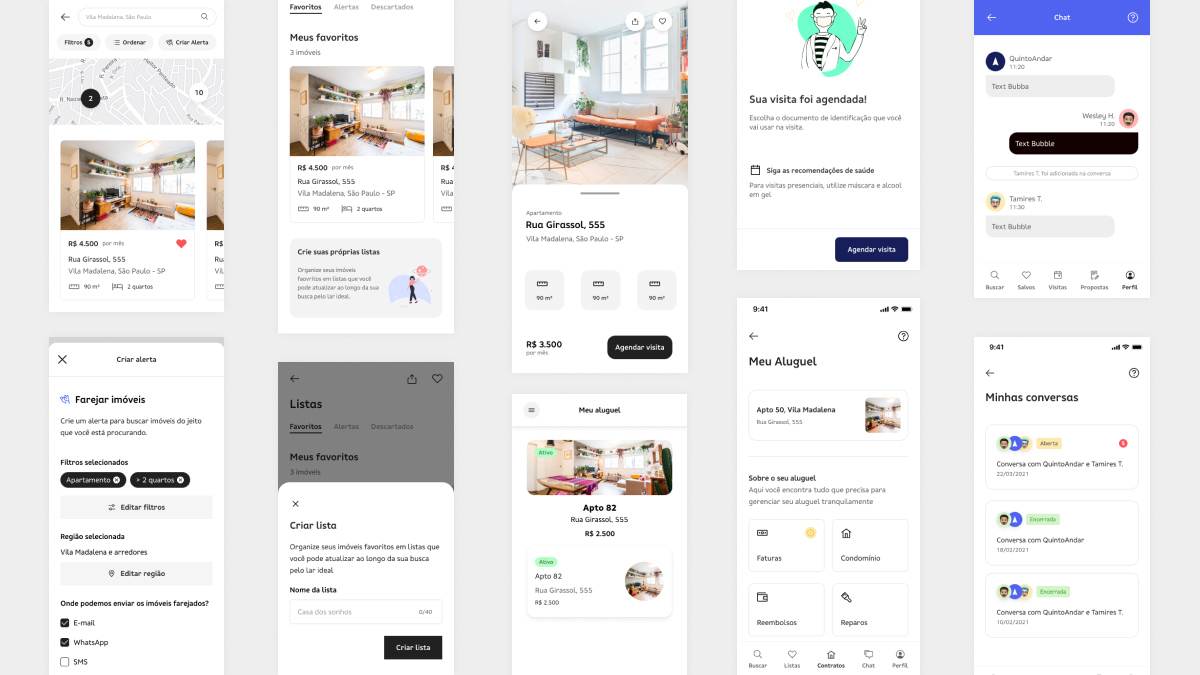 Vila Madalena, São Paulo
Filtros 5
Ordenar
Criar Alerta
2
10
R$ 4.500 por mês
R$
Rua Girassol, 555
Rua
Vila Madalena, São Paulo - SP
Vila
90 m²
2 quartos
Criar alerta
Farejar imóveis
Crie um alerta para buscar imóveis do jeito
que você está procurando.
Filtros selecionados
Apartamento
> 2 quartos
Editar filtros
Região selecionada
Vila Madalena e arredores
Editar região
Onde podemos enviar os imóveis farejados?
E-mail
WhatsApp
SMS
Favoritos
Alertas
Descartados
Meus favoritos
3 imóveis
R$ 4.500 por mês
R$ 4
Rua Girassol, 555
Rua
Vila Madalena, São Paulo - SP
Vila
90 m²
2 quartos
Crie suas próprias listas
Organize seus imóveis
faovritos em listas que você
pode atualizar ao longo da sua
busca pelo lar ideal.
Listas
Favoritos
Alertas
Descartados
Meus favoritos
3 imóveis
Criar lista
Organize seus imóveis favoritos em listas que
você pode atualizar ao longo da sua busca
pelo lar ideal
Nome da lista
Casa dos sonhos
0/40
Criar lista
Apartamento
Rua Girassol, 555
Vila Madalena, São Paulo - SP
90 m²
90 m²
90 m²
R$ 3.500
por mês
Agendar visita
Meu aluguel
Ativo
Apto 82
Rua Girassol, 555
R$ 2.500
Ativo
Apto 82
Rua Girassol, 555
R$ 2.500
Sua visita foi agendada!
Escolha o documento de identificação que você
vai usar na visita.
Siga as recomendações de saúde
Para visitas presenciais, utilize máscara e alcool
em gel
Agendar visita
9:41
Meu Aluguel
Apto 50, Vila Madalena
Rua Girassol, 555
Sobre o seu aluguel
Aqui você encontra tudo que precisa para
gerenciar seu aluguel tranquilamente
Faturas
Condomínio
Reembolsos
Reparos
Buscar
Listas
Contratos
Chat
Perfil
Chat
QuintoAndar
11:20
Text Bubba
Wesley H.
11:20
Text Bubble
Tamires T. foi adicionada na conversa
Tamires T.
11:30
Text Bubble
Buscar
Salvos
Visitas
Propostas
Perfil
9:41
Minhas conversas
Aberta
5
Conversa com QuintoAndar e Tamires T.
22/03/2021
Encerrada
Conversa com QuintoAndar
18/02/2021
Encerrada
Conversa com QuintoAndar e Tamires T.
10/02/2021